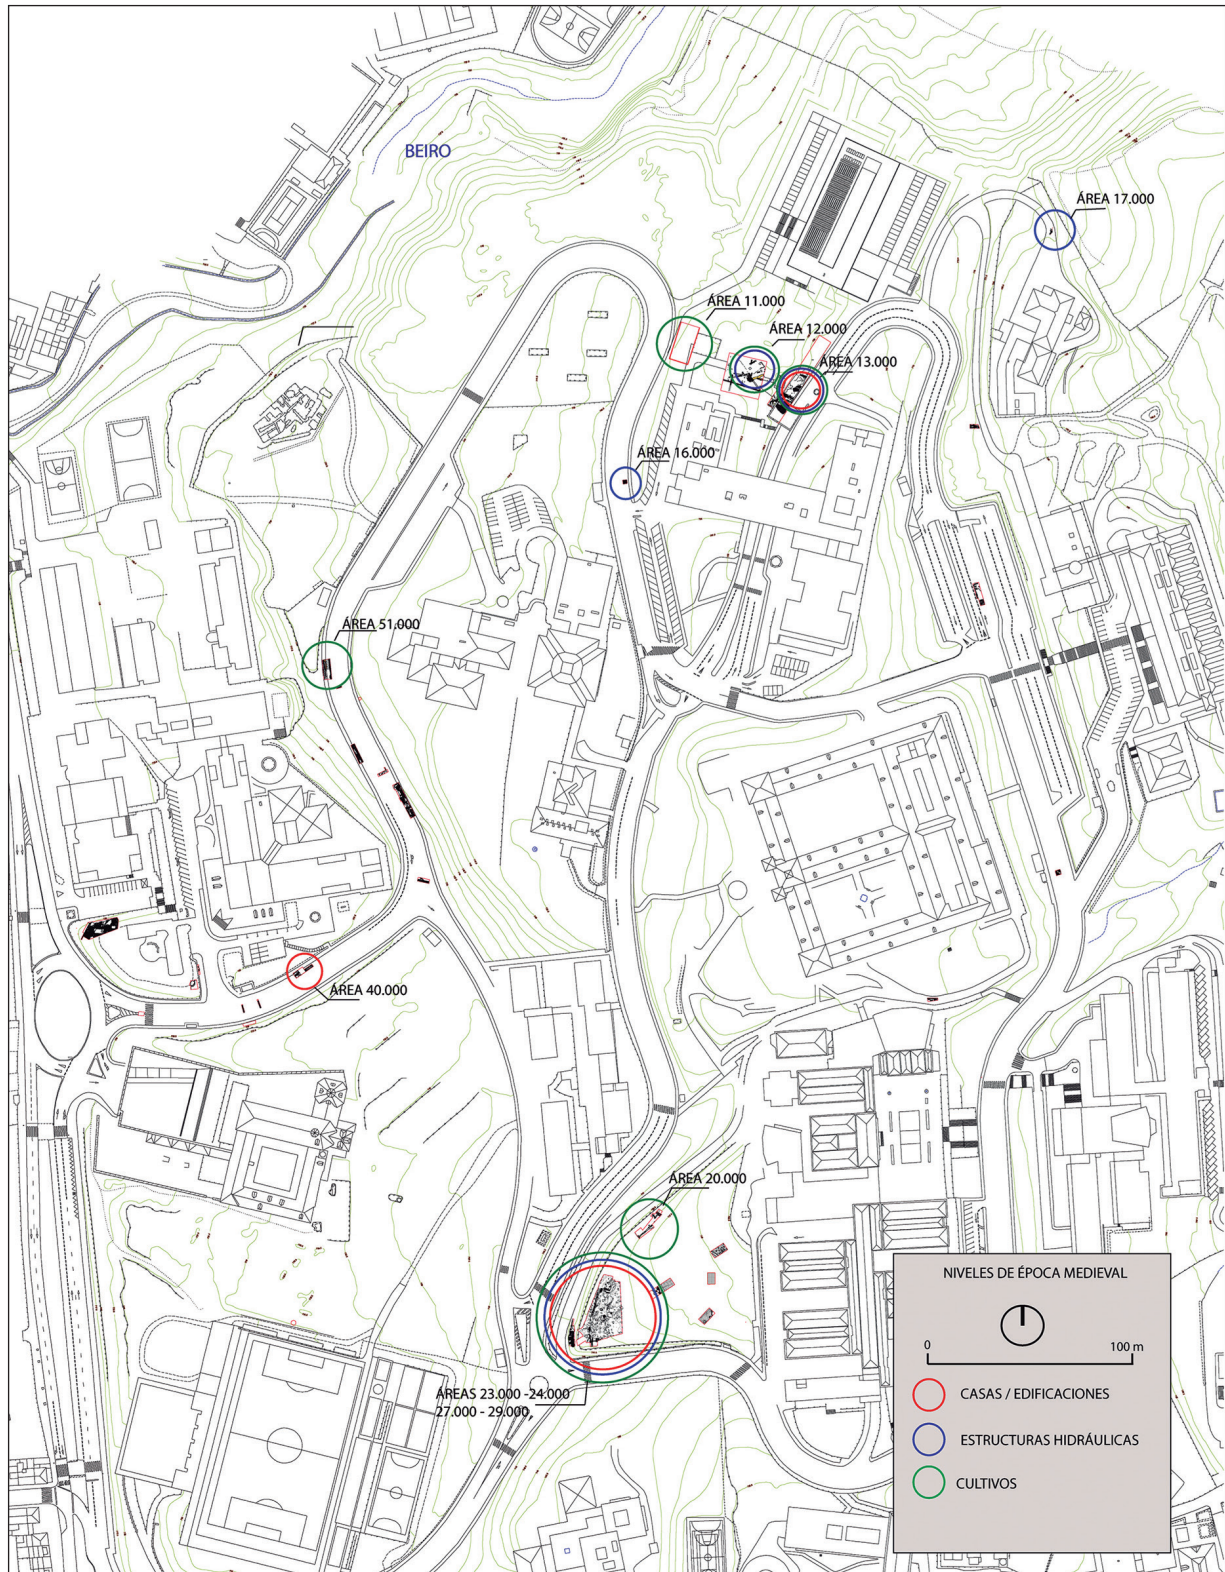 BEIRO
ÁREA 17.000
ÁREA 11.000
ÁREA 12.000
ÁREA 13.000
ÁREA 16.000
ÁREA 51.000
ÁREA 40.000
ÁREA 20.000
ÁREAS 23.000 -24.000
27.000 - 29.000
NIVELES DE ÉPOCA MEDIEVAL
0 100 m
CASAS / EDIFICACIONES
ESTRUCTURAS HIDRÁULICAS
CULTIVOS